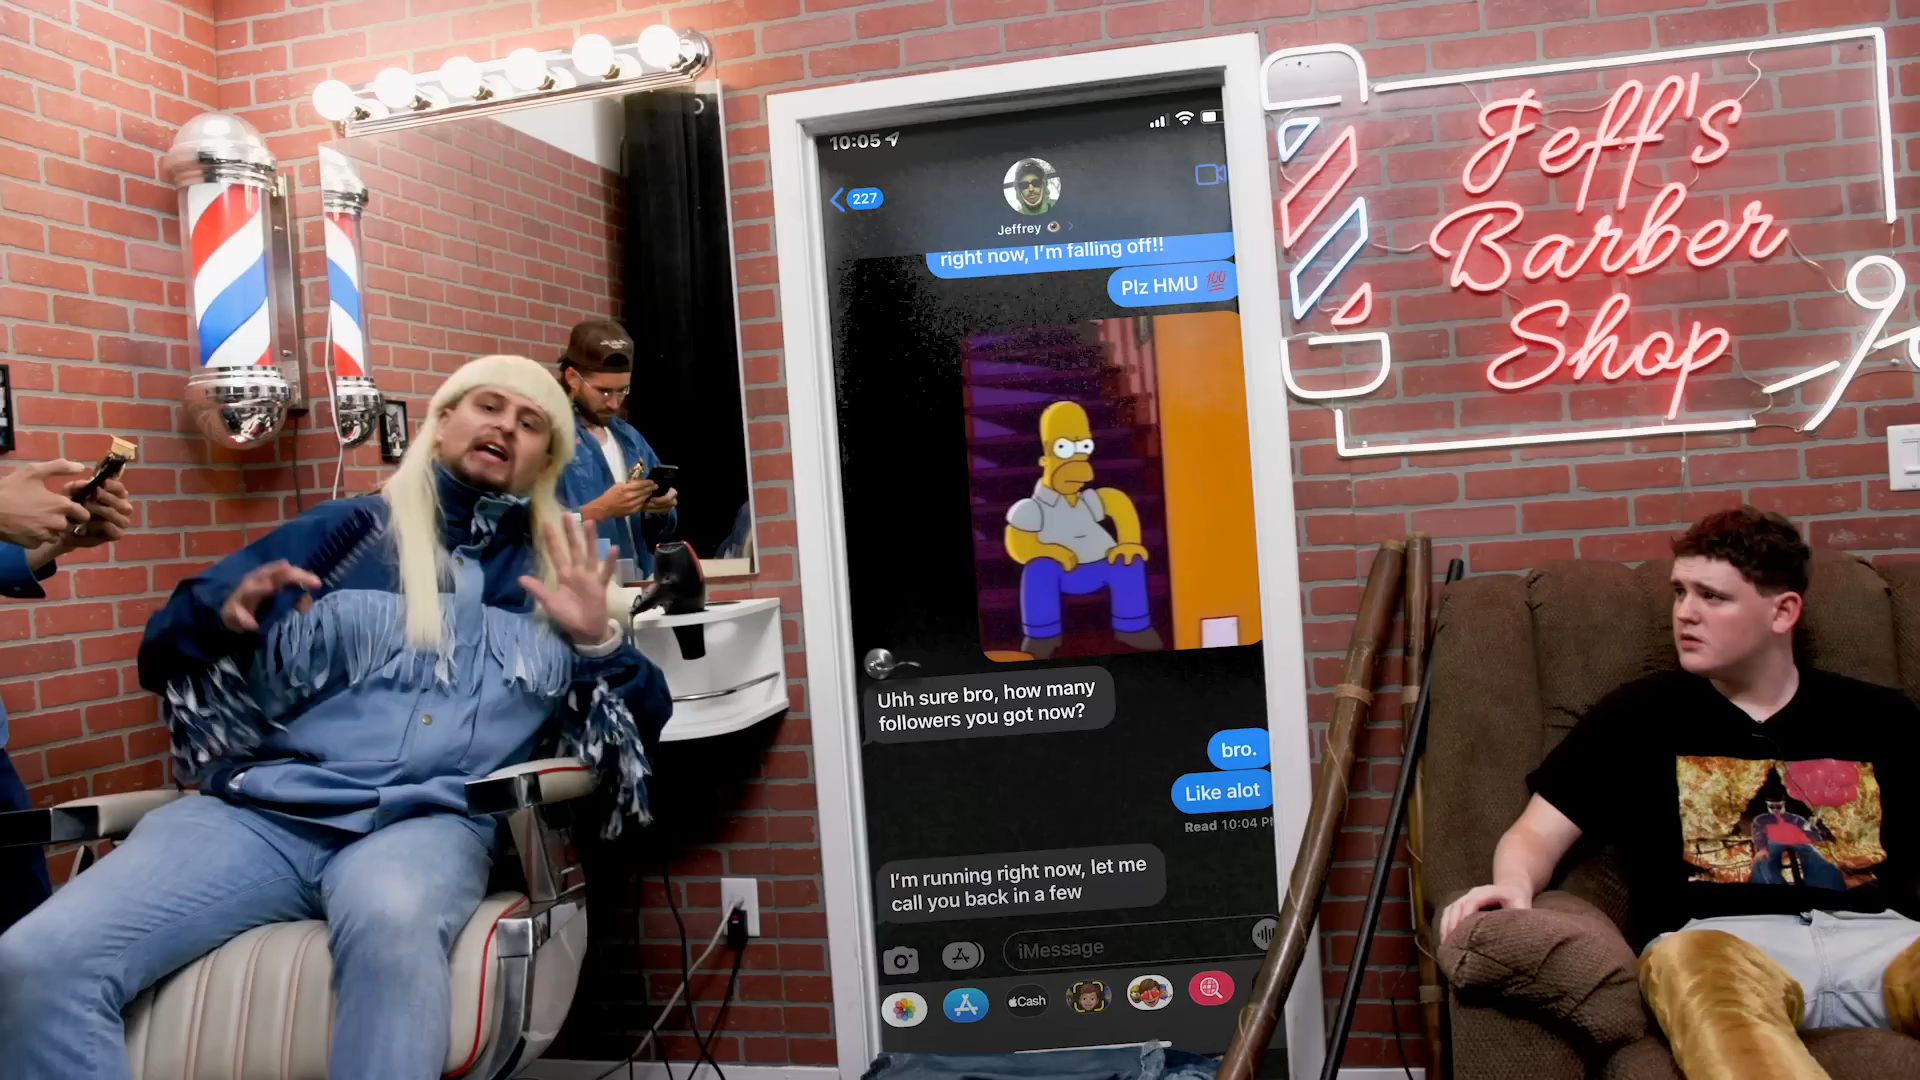 10:05
227
Jeffrey
right now, I'm falling off!!
Plz HMU 💯
Uhh sure bro, how many
followers you got now?
bro.
Like alot
Read 10:04 P
I'm running right now, let me
call you back in a few
iMessage
Cash
Jeff's
Barber
Shop